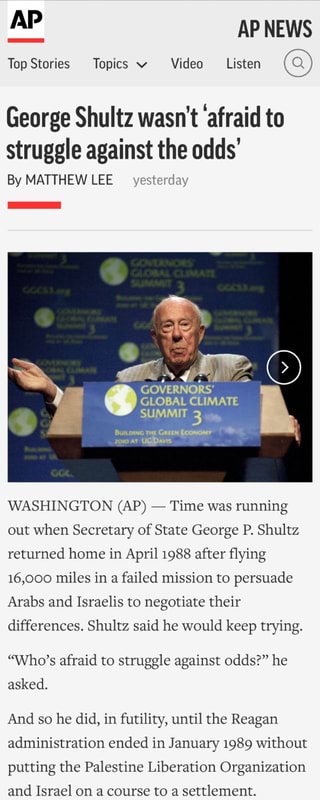 AP
AP NEWS
Top Stories Topics Video Listen
George Shultz wasn’t ‘afraid to
struggle against the odds’
By MATTHEW LEE yesterday
GOVERNORS'
GLOBAL CLIMATE
SUMMIT 3
GGCS3.org
GOVERNORS'
GLOBAL CLIMATE
SUMMIT 3
BUILDING THE GREEN ECONOMY
2010 AT UC DAVIS
WASHINGTON (AP) — Time was running
out when Secretary of State George P. Shultz
returned home in April 1988 after flying
16,000 miles in a failed mission to persuade
Arabs and Israelis to negotiate their
differences. Shultz said he would keep trying.
“Who’s afraid to struggle against odds?” he
asked.
And so he did, in futility, until the Reagan
administration ended in January 1989 without
putting the Palestine Liberation Organization
and Israel on a course to a settlement.